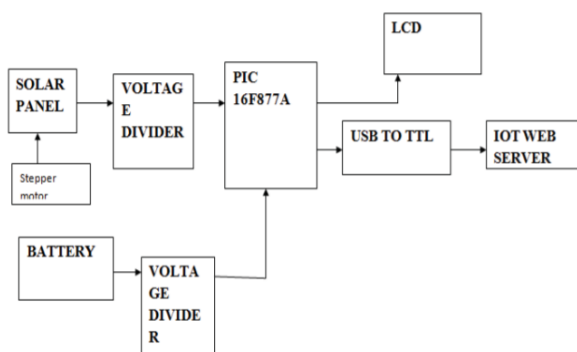 SOLAR
PANEL
Stepper
motor
VOLTAG
E
DIVIDER
PIC
16F877A
LCD
USB TO TTL
IOT WEB
SERVER
BATTERY
VOLTA
GE
DIVIDE
R